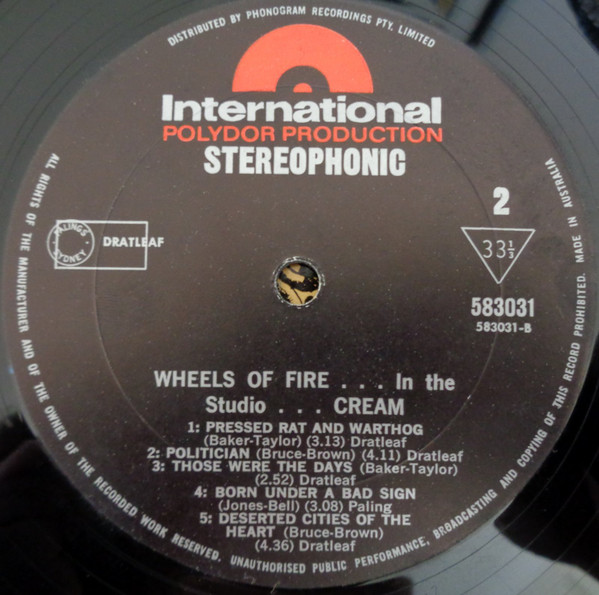 DISTRIBUTED BY PHONOGRAM RECORDINGS PTY. LIMITED
International
POLYDOR PRODUCTION
STEREOPHONIC
2
PALINGS SYDNEY
DRATLEAF
33⅓
583031
583031-B
WHEELS OF FIRE . . . In the
Studio . . . CREAM
1: PRESSED RAT AND WARTHOG
(Baker-Taylor) (3.13) Dratleaf
2: POLITICIAN (Bruce-Brown) (4.11) Dratleaf
3: THOSE WERE THE DAYS (Baker-Taylor)
(2.52) Dratleaf
4: BORN UNDER A BAD SIGN
(Jones-Bell) (3.08) Paling
5: DESERTED CITIES OF THE
HEART (Bruce-Brown)
(4.36) Dratleaf
ALL RIGHTS OF THE MANUFACTURER AND OF THE OWNER OF THE RECORDED WORK RESERVED. UNAUTHORISED PUBLIC PERFORMANCE, BROADCASTING AND COPYING OF THIS RECORD PROHIBITED. MADE IN AUSTRALIA